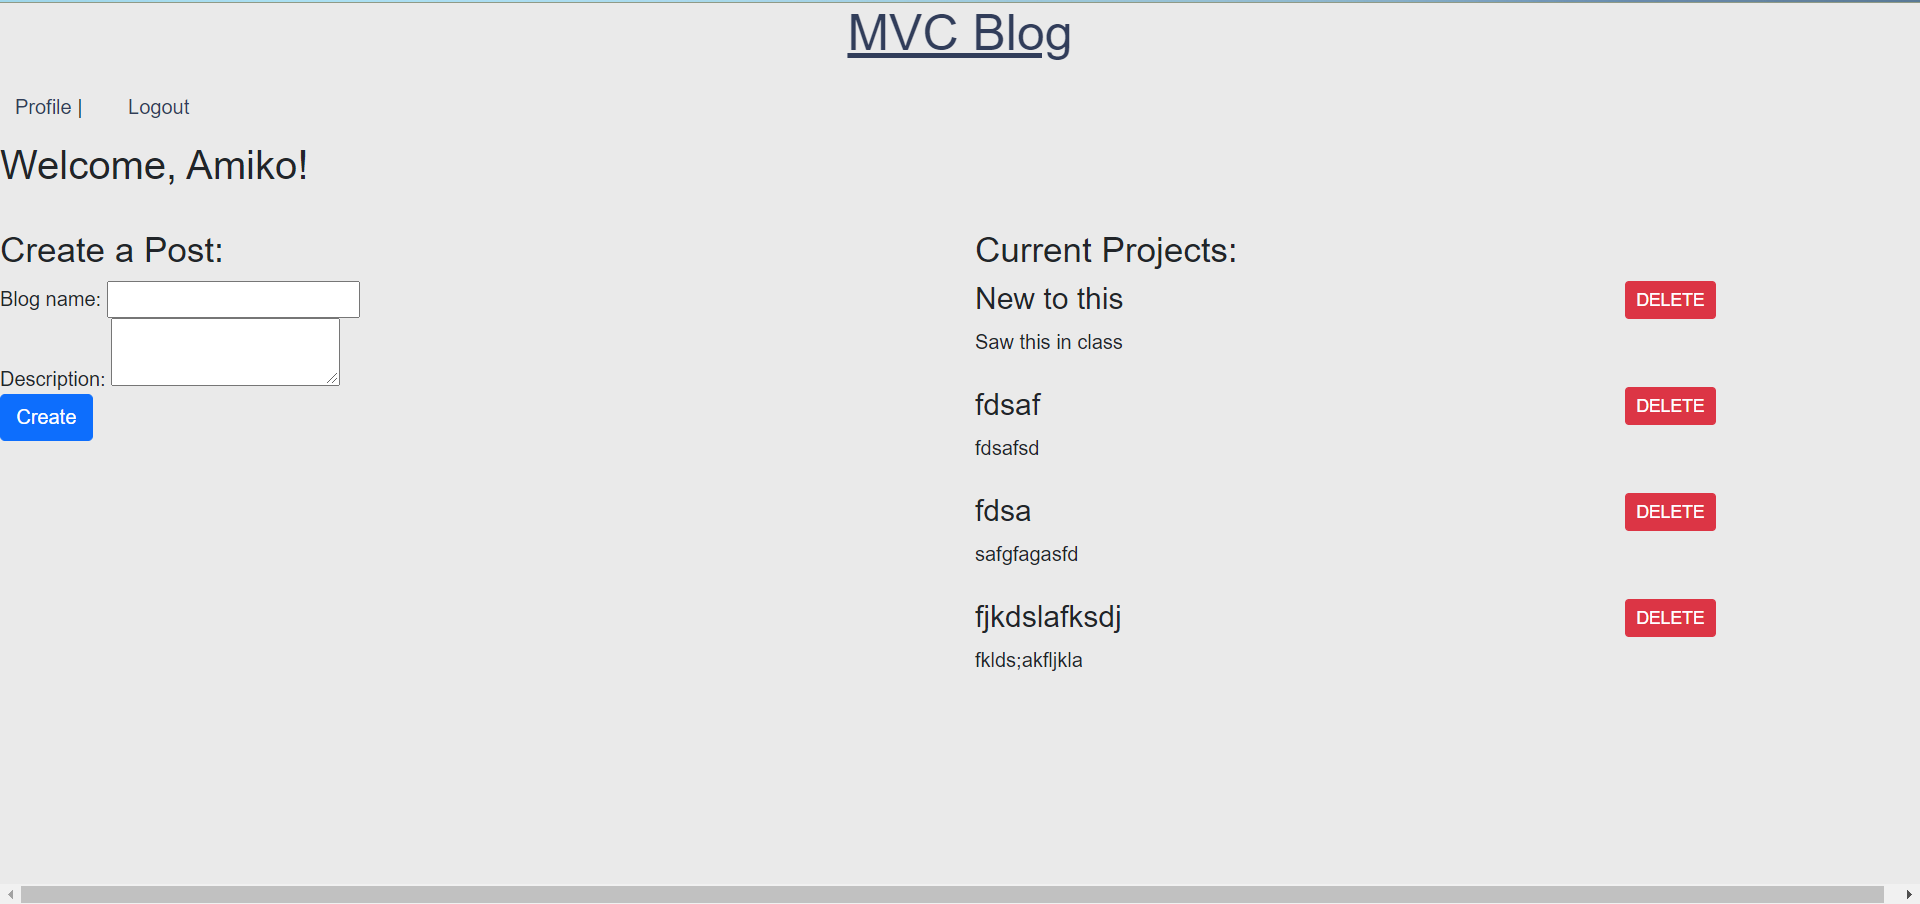 MVC Blog
Profile |
Logout
Welcome, Amiko!
Create a Post:
Blog name:
Description:
Create
Current Projects:
New to this
DELETE
Saw this in class
fdsaf
DELETE
fdsafsd
fdsa
DELETE
safgfagasfd
fjkdslafksdj
DELETE
fklds;akfljkla